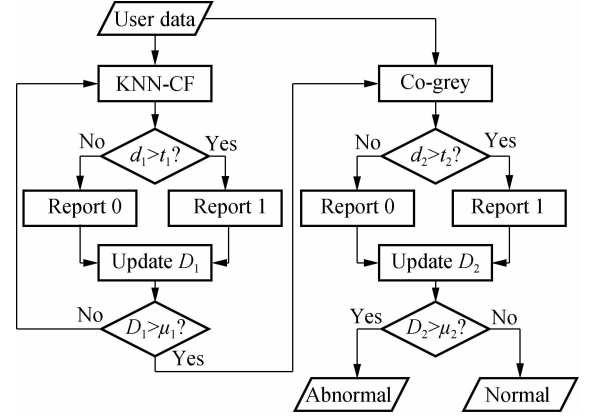 User data
KNN-CF
Co-grey
No
d₁>t₁?
Yes
No
d₂>t₂?
Yes
Report 0
Report 1
Report 0
Report 1
Update D₁
Update D₂
No
D₁>μ₁?
Yes
Yes
D₂>μ₂?
No
Abnormal
Normal